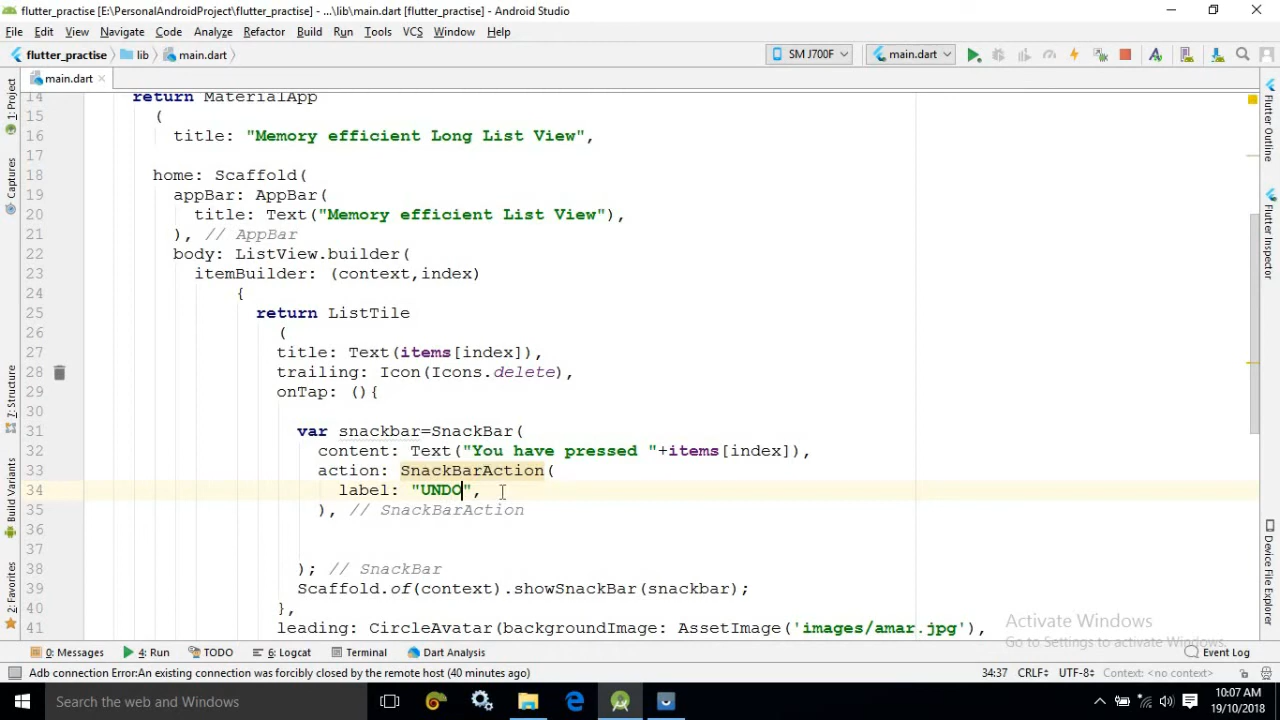 flutter_practise [E:\PersonalAndroidProject\flutter_practise] - ...\lib\main.dart [flutter_practise] - Android Studio
File Edit View Navigate Code Analyze Refactor Build Run Tools VCS Window Help
flutter_practise lib main.dart SM J700F main.dart
main.dart
1: Project
Captures
7: Structure
Build Variants
2: Favorites
Flutter Outline
Flutter Inspector
Device File Explorer
14 return MaterialApp
15 (
16 title: "Memory efficient Long List View",
17
18 home: Scaffold(
19 appBar: AppBar(
20 title: Text("Memory efficient List View"),
21 ), // AppBar
22 body: ListView.builder(
23 itemBuilder: (context,index)
24 {
25 return ListTile
26 (
27 title: Text(items[index]),
28 trailing: Icon(Icons.delete),
29 onTap: (){
30
31 var snackbar=SnackBar(
32 content: Text("You have pressed "+items[index]),
33 action: SnackBarAction(
34 label: "UNDO",
35 ), // SnackBarAction
36
37
38 ); // SnackBar
39 Scaffold.of(context).showSnackBar(snackbar);
40 },
41 leading: CircleAvatar(backgroundImage: AssetImage('images/amar.jpg'),
Activate Windows
Go to Settings to activate Windows.
0: Messages 4: Run TODO 6: Logcat Terminal Dart Analysis Event Log
Adb connection Error:An existing connection was forcibly closed by the remote host (40 minutes ago) 34:37 CRLF UTF-8 Context: <no context>
Search the web and Windows
10:07 AM
19/10/2018